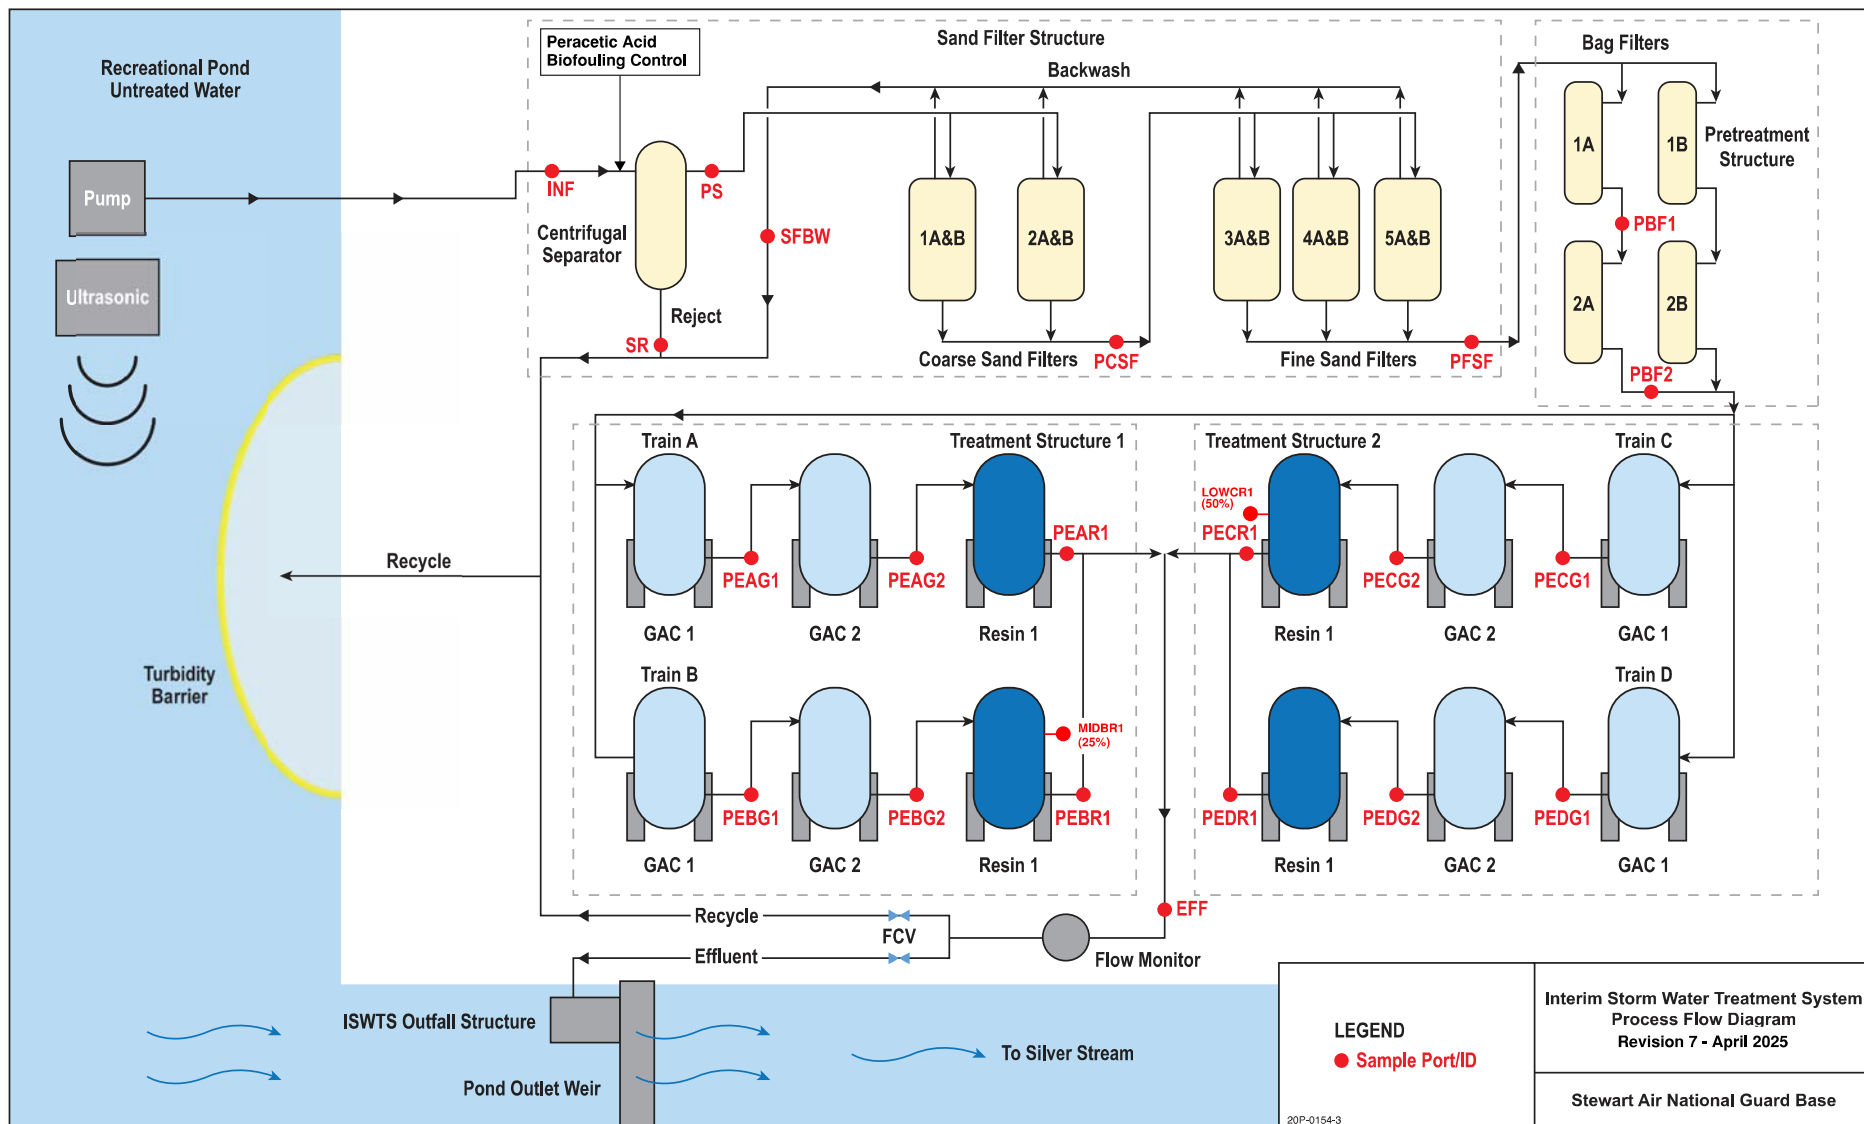 Recreational Pond
Untreated Water
Pump
Ultrasonic
Turbidity
Barrier
Recycle
Peracetic Acid
Biofouling Control
Sand Filter Structure
Backwash
INF
PS
Centrifugal
Separator
SFBW
Reject
SR
1A&B
2A&B
3A&B
4A&B
5A&B
Coarse Sand Filters
PCSF
Fine Sand Filters
PFSF
Bag Filters
1A
1B
Pretreatment
Structure
PBF1
2A
2B
PBF2
Train A
Treatment Structure 1
PEAG1
PEAG2
PEAR1
GAC 1
GAC 2
Resin 1
Train B
MIDBR1
(25%)
PEBG1
PEBG2
PEBR1
GAC 1
GAC 2
Resin 1
Treatment Structure 2
Train C
LOWCR1
(50%)
PECR1
PECG2
PECG1
Resin 1
GAC 2
GAC 1
Train D
PEDR1
PEDG2
PEDG1
Resin 1
GAC 2
GAC 1
EFF
Recycle
FCV
Effluent
Flow Monitor
ISWTS Outfall Structure
To Silver Stream
Pond Outlet Weir
LEGEND
Sample Port/ID
20P-0154-3
Interim Storm Water Treatment System
Process Flow Diagram
Revision 7 - April 2025
Stewart Air National Guard Base